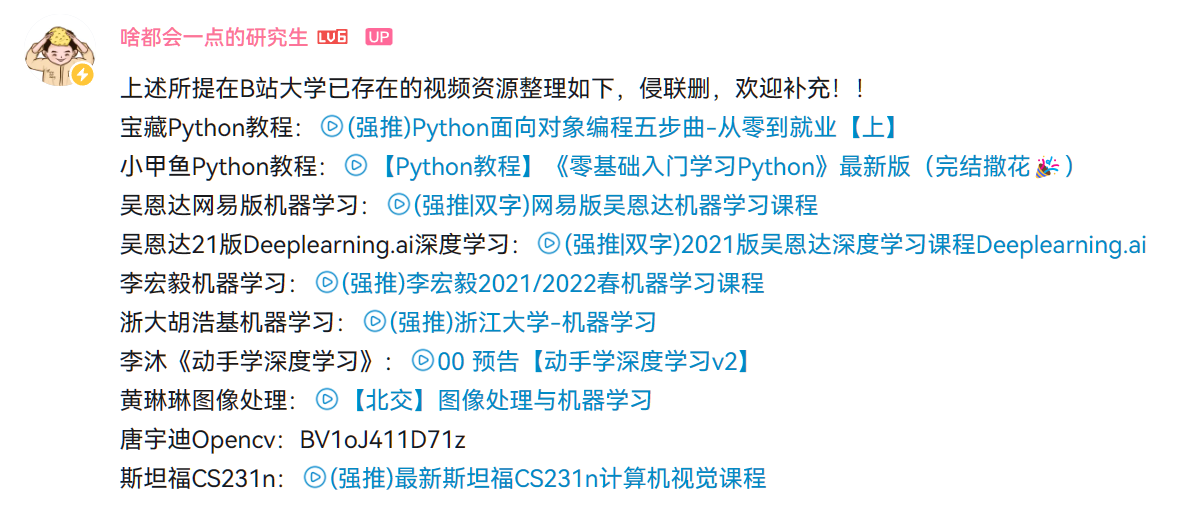 啥都会一点的研究生 LV6 UP
上述所提在B站大学已存在的视频资源整理如下，侵联删，欢迎补充！！
宝藏Python教程：(强推)Python面向对象编程五步曲-从零到就业【上】
小甲鱼Python教程：【Python教程】《零基础入门学习Python》最新版（完结撒花🎉）
吴恩达网易版机器学习：(强推|双字)网易版吴恩达机器学习课程
吴恩达21版Deeplearning.ai深度学习：(强推|双字)2021版吴恩达深度学习课程Deeplearning.ai
李宏毅机器学习：(强推)李宏毅2021/2022春机器学习课程
浙大胡浩基机器学习：(强推)浙江大学-机器学习
李沐《动手学深度学习》：00 预告【动手学深度学习v2】
黄琳琳图像处理：【北交】图像处理与机器学习
唐宇迪Opencv：BV1oJ411D71z
斯坦福CS231n：(强推)最新斯坦福CS231n计算机视觉课程